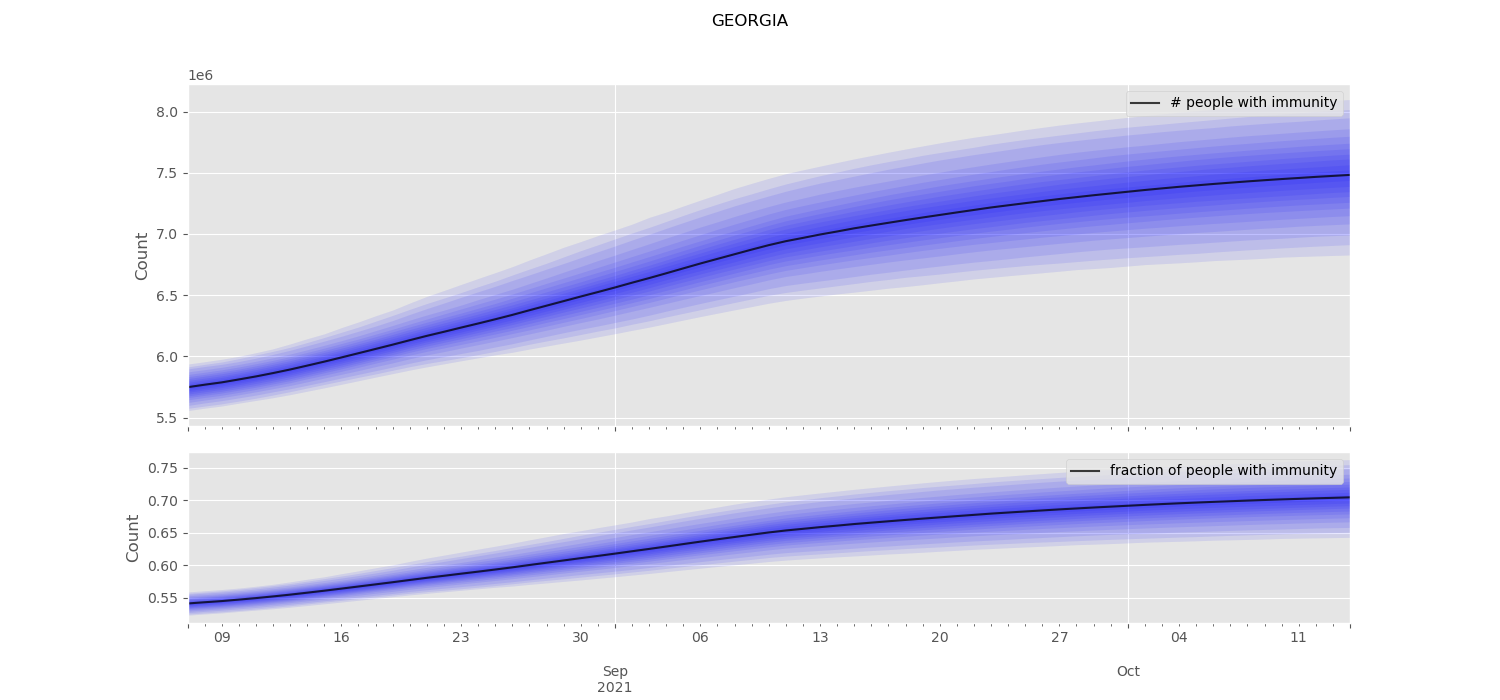 GEORGIA
1e6
8.0
7.5
7.0
6.5
6.0
5.5
Count
# people with immunity
0.75
0.70
0.65
0.60
0.55
Count
fraction of people with immunity
09 16 23 30 06 13 20 27 04 11
Sep Oct
2021